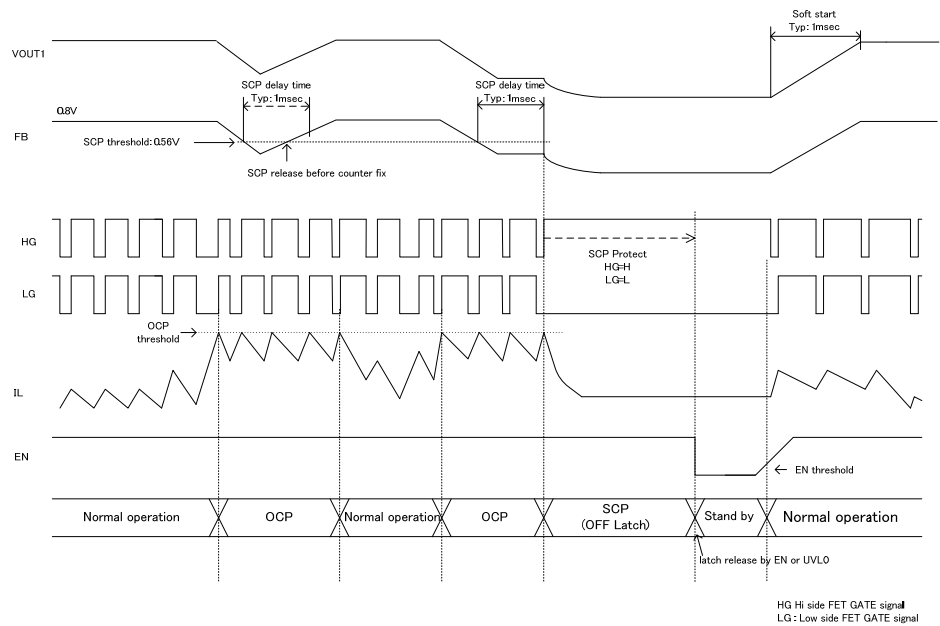 Soft start
Typ: 1msec
VOUT1
SCP delay time
Typ: 1msec
SCP delay time
Typ: 1msec
0.8V
FB
SCP threshold: 0.56V
SCP release before counter fix
HG
SCP Protect
HG=H
LG=L
LG
OCP
threshold
IL
EN
EN threshold
Normal operation
OCP
Normal operation
OCP
SCP
(OFF Latch)
Stand by
Normal operation
latch release by EN or UVLO
HG Hi side FET GATE signal
LG : Low side FET GATE signal